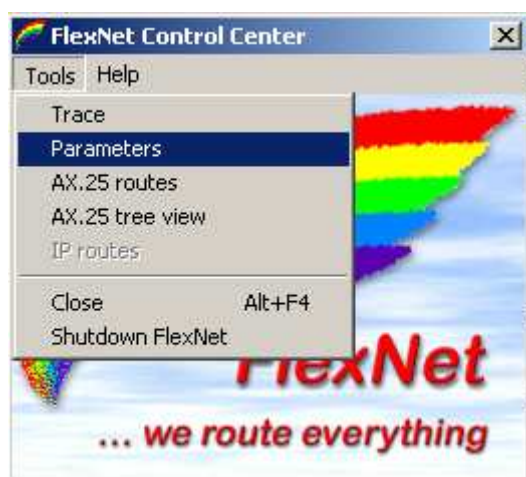 FlexNet Control Center
Tools Help
Trace
Parameters
AX.25 routes
AX.25 tree view
IP routes
Close Alt+F4
Shutdown FlexNet
FlexNet
... we route everything